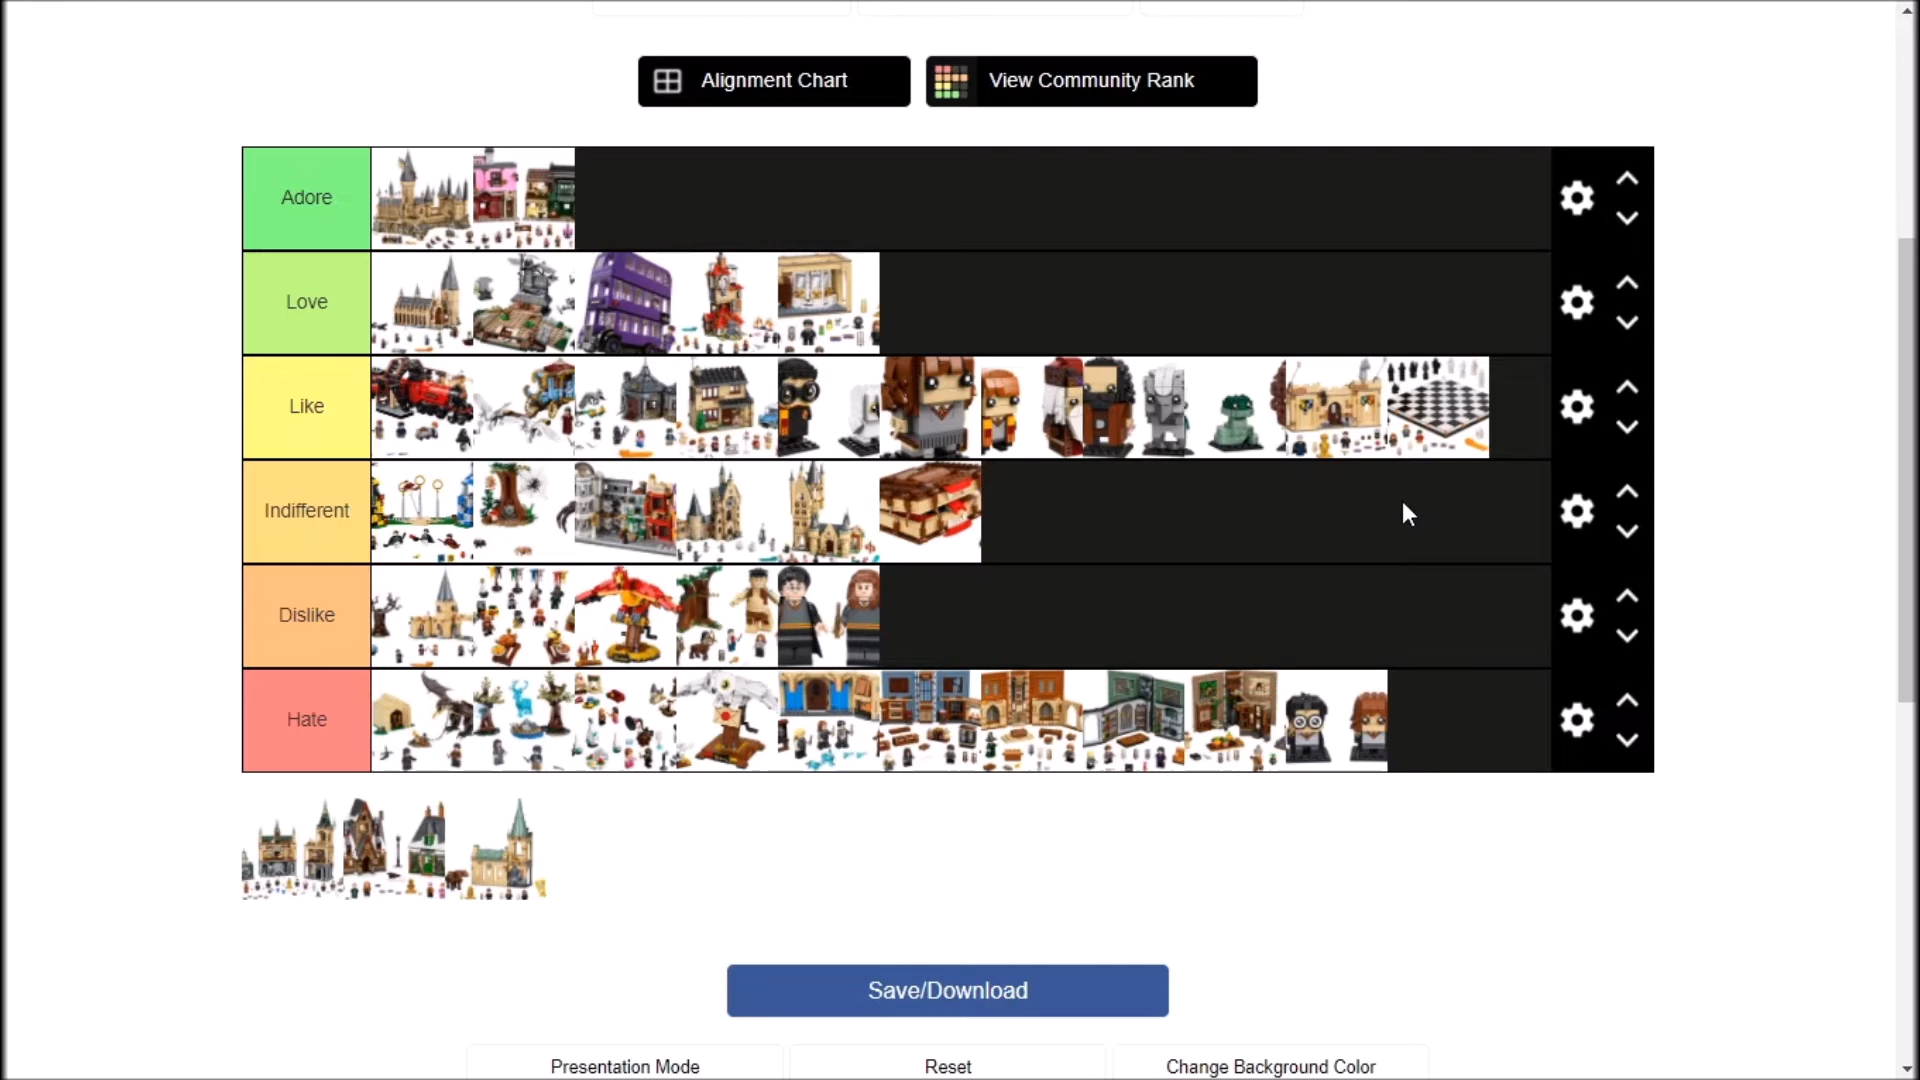 Alignment Chart
View Community Rank
Adore
Love
Like
Indifferent
Dislike
Hate
Save/Download
Presentation Mode
Reset
Change Background Color